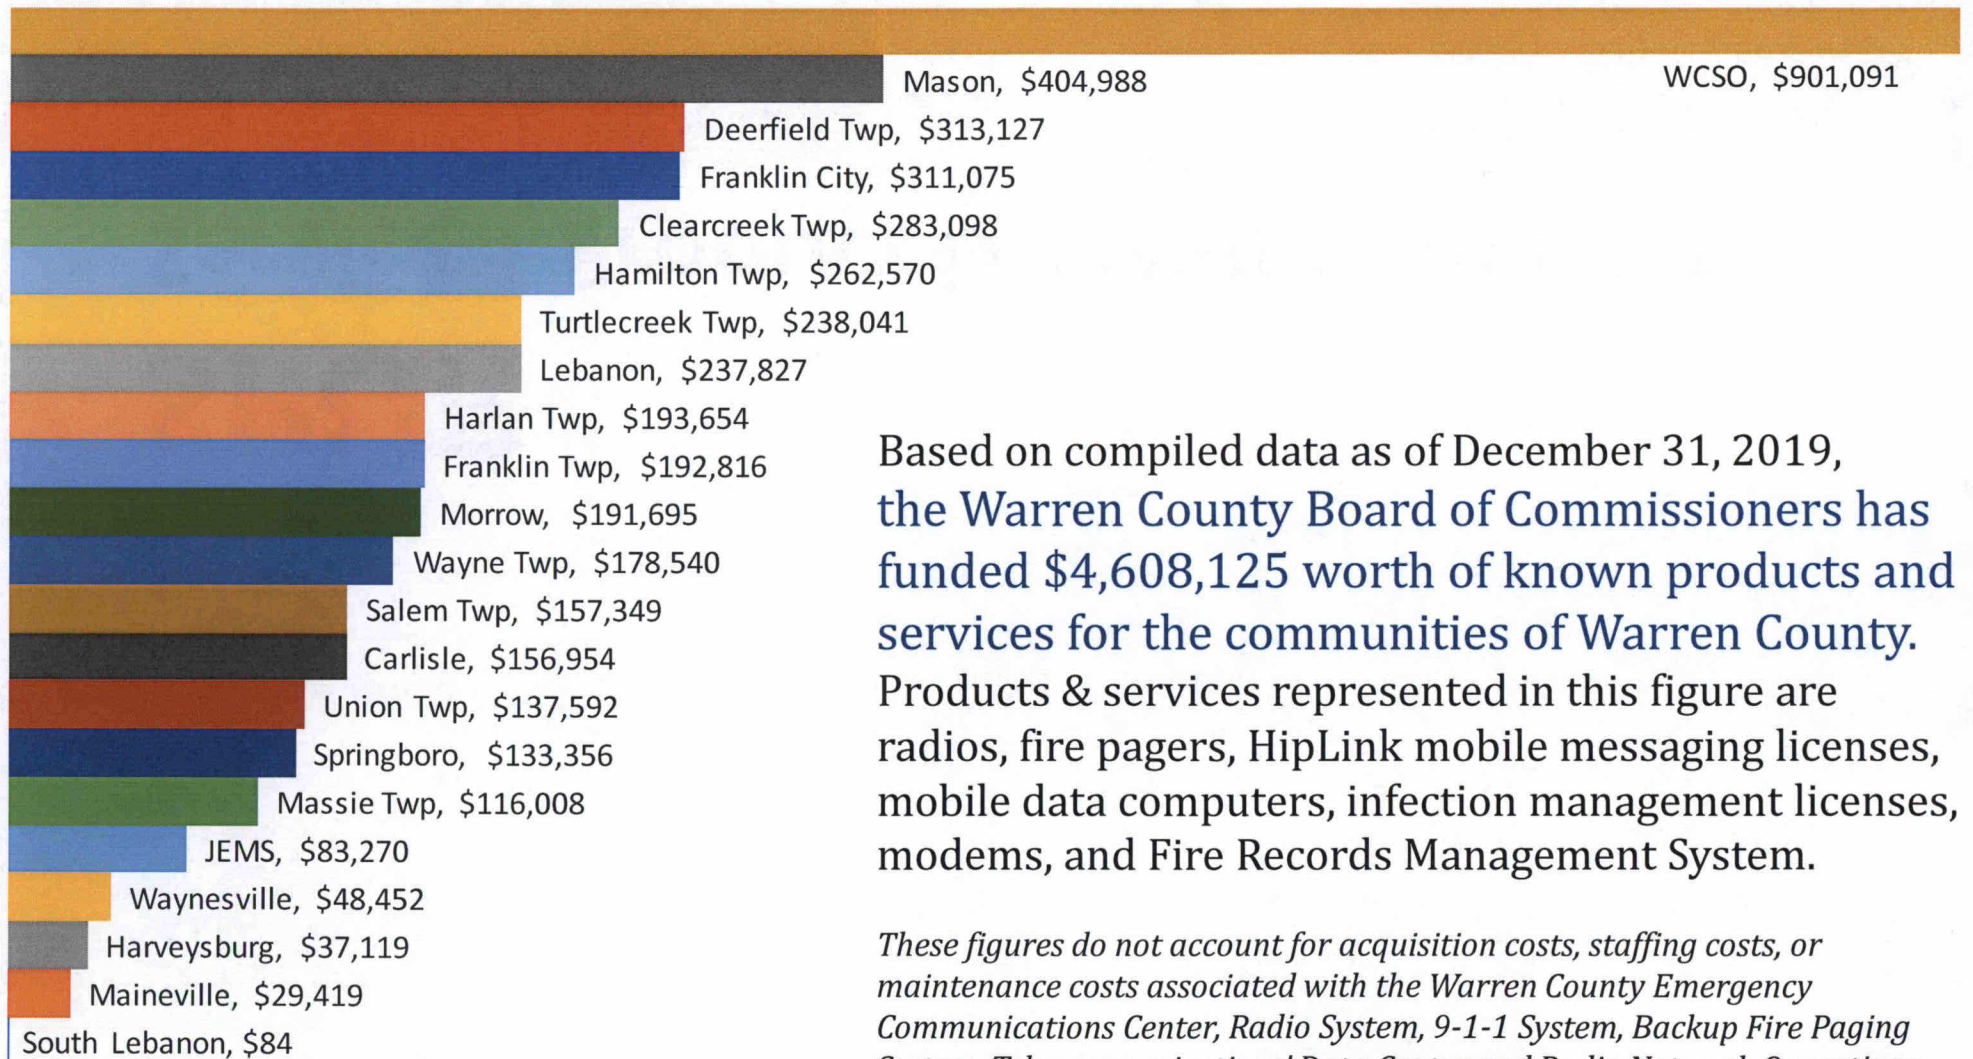 WCSO, $901,091
Mason, $404,988
Deerfield Twp, $313,127
Franklin City, $311,075
Clearcreek Twp, $283,098
Hamilton Twp, $262,570
Turtlecreek Twp, $238,041
Lebanon, $237,827
Harlan Twp, $193,654
Franklin Twp, $192,816
Morrow, $191,695
Wayne Twp, $178,540
Salem Twp, $157,349
Carlisle, $156,954
Union Twp, $137,592
Springboro, $133,356
Massie Twp, $116,008
JEMS, $83,270
Waynesville, $48,452
Harveysburg, $37,119
Maineville, $29,419
South Lebanon, $84
Based on compiled data as of December 31, 2019,
the Warren County Board of Commissioners has
funded $4,608,125 worth of known products and
services for the communities of Warren County.
Products & services represented in this figure are
radios, fire pagers, HipLink mobile messaging licenses,
mobile data computers, infection management licenses,
modems, and Fire Records Management System.
These figures do not account for acquisition costs, staffing costs, or
maintenance costs associated with the Warren County Emergency
Communications Center, Radio System, 9-1-1 System, Backup Fire Paging